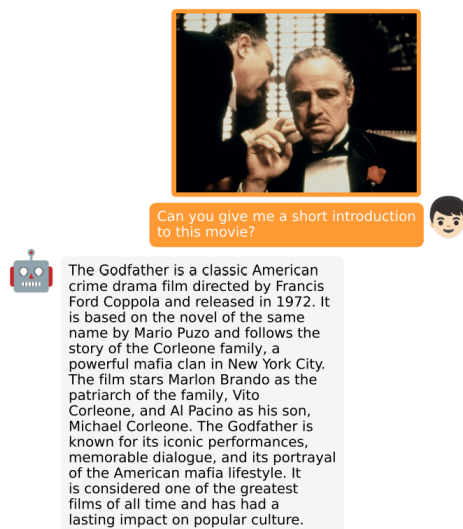 Can you give me a short introduction
to this movie?
The Godfather is a classic American
crime drama film directed by Francis
Ford Coppola and released in 1972. It
is based on the novel of the same
name by Mario Puzo and follows the
story of the Corleone family, a
powerful mafia clan in New York City.
The film stars Marlon Brando as the
patriarch of the family, Vito
Corleone, and Al Pacino as his son,
Michael Corleone. The Godfather is
known for its iconic performances,
memorable dialogue, and its portrayal
of the American mafia lifestyle. It
is considered one of the greatest
films of all time and has had a
lasting impact on popular culture.